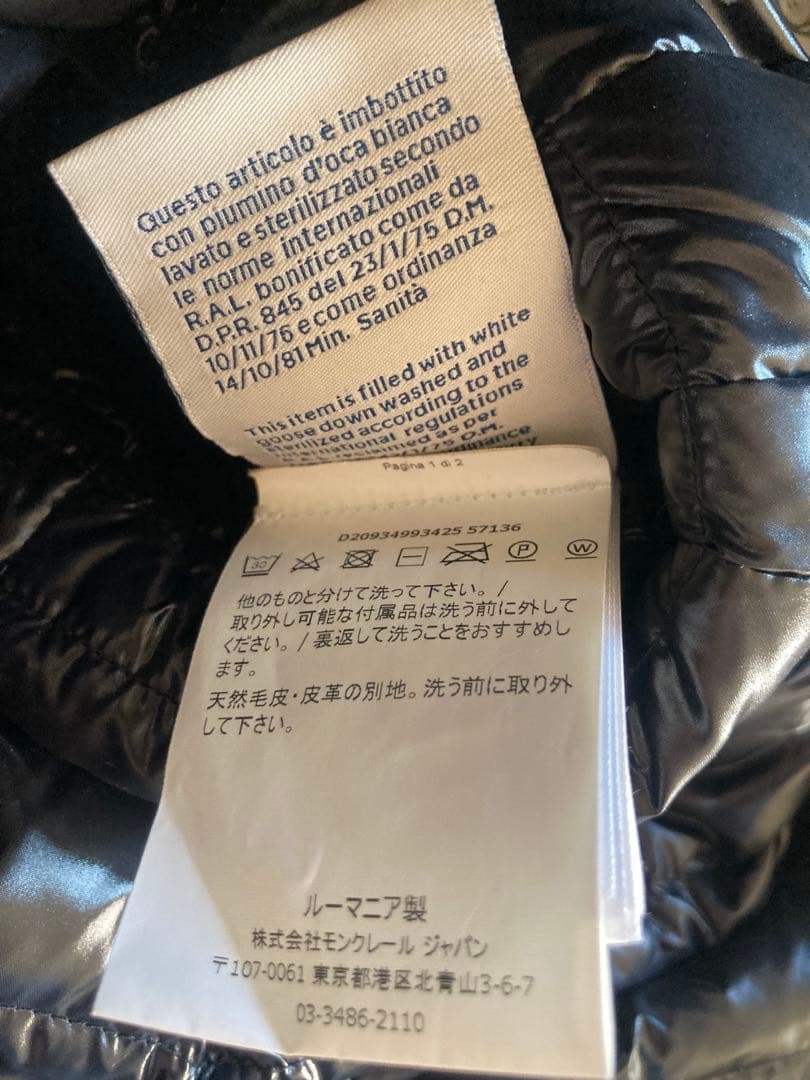 Questo articolo è imbottito
con piumino d'oca bianca
lavato e sterilizzato secondo
le norme internazionali
R.A.L. bonificato come da
D.P.R. 845 del 23/1/75 D.M.
10/11/76 e come ordinanza
14/10/81 Min. Sanità
This item is filled with white
goose down washed and
sterilized according to the
international regulations
as per
Pagina 1 di 2
D20934993425 57136
30
P
W
他のものと分けて洗って下さい。/
取り外し可能な付属品は洗う前に外して
ください。/ 裏返して洗うことをおすすめし
ます。
天然毛皮・皮革の別地。洗う前に取り外
して下さい。
ルーマニア製
株式会社モンクレール ジャパン
〒107-0061 東京都港区北青山3-6-7
03-3486-2110